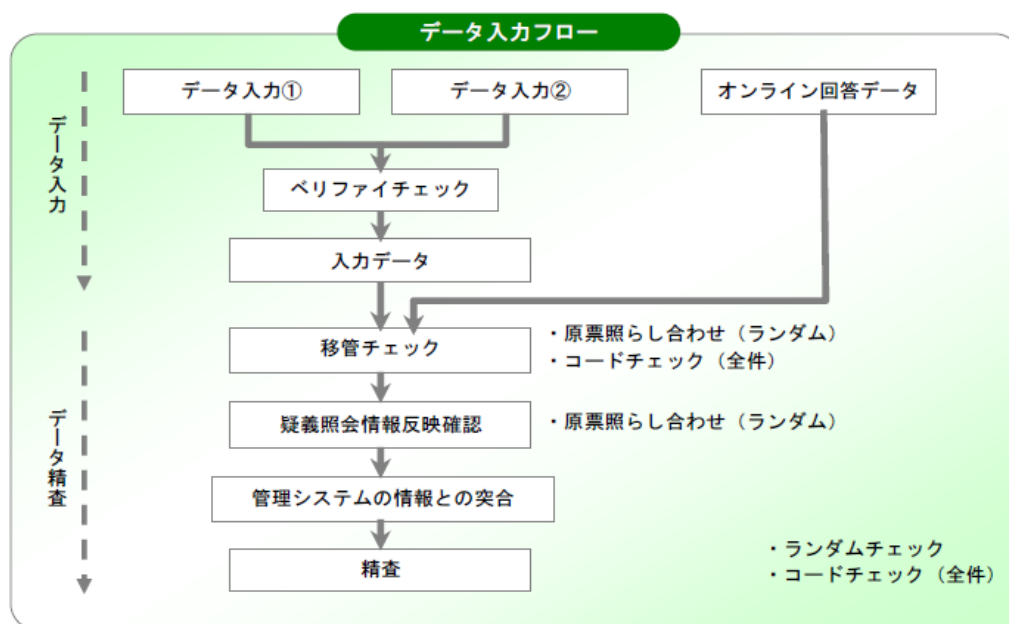 データ入力フロー
データ入力①
データ入力②
オンライン回答データ
データ入力
ベリファイチェック
入力データ
移管チェック
・原票照らし合わせ（ランダム）
・コードチェック（全件）
データ精査
疑義照会情報反映確認
・原票照らし合わせ（ランダム）
管理システムの情報との突合
精査
・ランダムチェック
・コードチェック（全件）